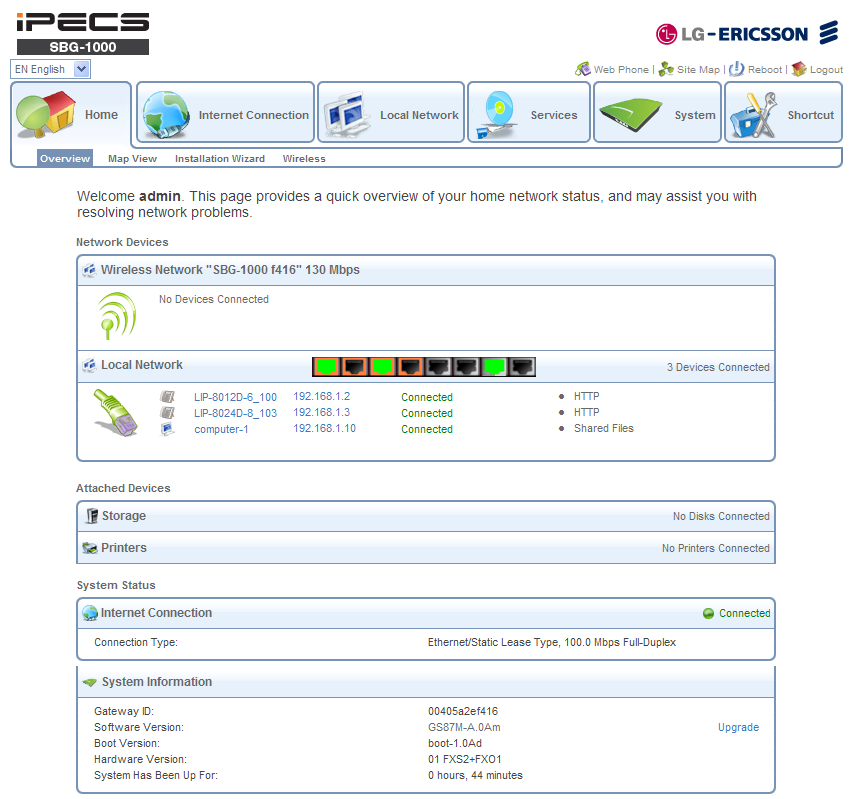 iPECS
SBG-1000
LG-ERICSSON
EN English
Web Phone | Site Map | Reboot | Logout
Home Internet Connection Local Network Services System Shortcut
Overview Map View Installation Wizard Wireless
Welcome admin. This page provides a quick overview of your home network status, and may assist you with
resolving network problems.
Network Devices
Wireless Network "SBG-1000 f416" 130 Mbps
No Devices Connected
Local Network 3 Devices Connected
LIP-8012D-6_100 192.168.1.2 Connected • HTTP
LIP-8024D-8_103 192.168.1.3 Connected • HTTP
computer-1 192.168.1.10 Connected • Shared Files
Attached Devices
Storage No Disks Connected
Printers No Printers Connected
System Status
Internet Connection Connected
Connection Type: Ethernet/Static Lease Type, 100.0 Mbps Full-Duplex
System Information
Gateway ID: 00405a2ef416
Software Version: GS87M-A.0Am Upgrade
Boot Version: boot-1.0Ad
Hardware Version: 01 FXS2+FXO1
System Has Been Up For: 0 hours, 44 minutes